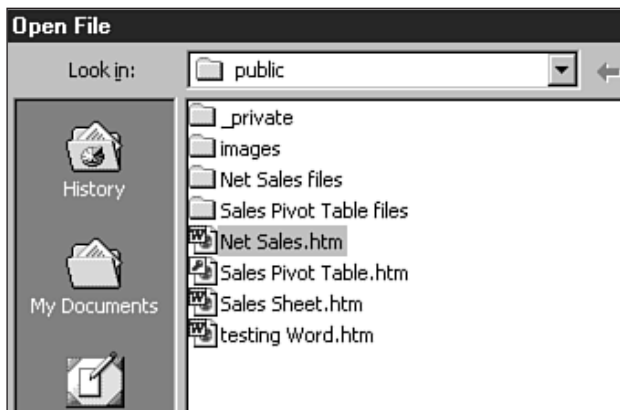 Open File
Look in:
public
History
My Documents
_private
images
Net Sales files
Sales Pivot Table files
Net Sales.htm
Sales Pivot Table.htm
Sales Sheet.htm
testing Word.htm